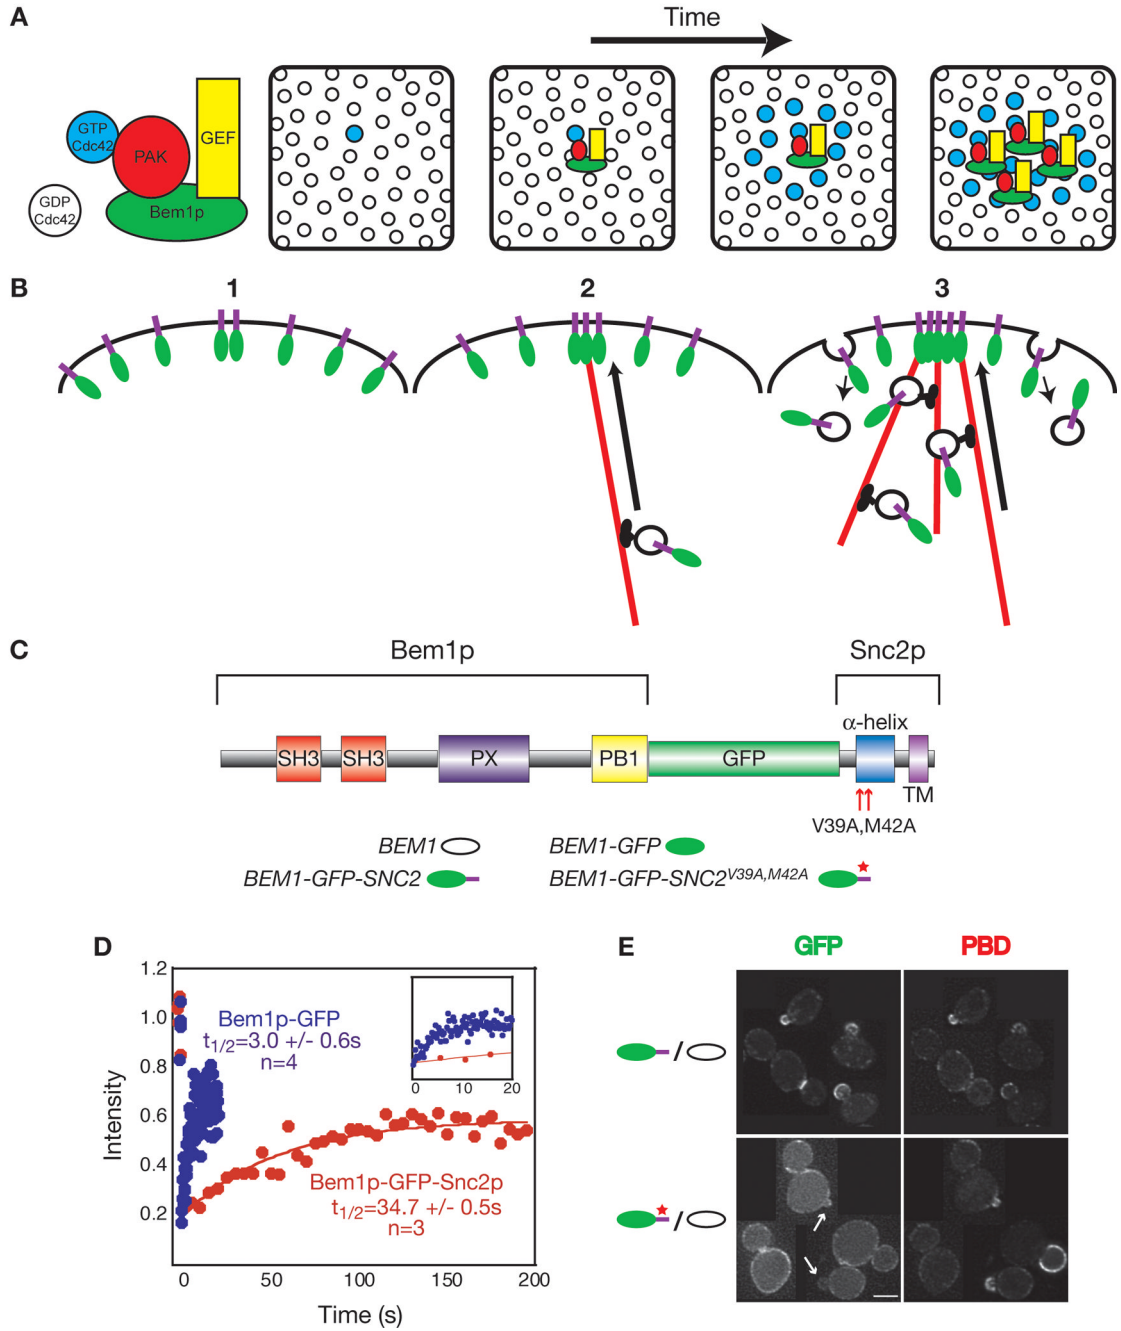 A
Time
GTP
Cdc42
PAK
GEF
GDP
Cdc42
Bem1p
B
1
2
3
C
Bem1p
Snc2p
α-helix
SH3
SH3
PX
PB1
GFP
TM
V39A,M42A
BEM1
BEM1-GFP
BEM1-GFP-SNC2
BEM1-GFP-SNC2V39A,M42A
D
Intensity
1.2
1.0
0.8
0.6
0.4
0.2
Bem1p-GFP
t1/2=3.0 +/- 0.6s
n=4
0
10
20
Bem1p-GFP-Snc2p
t1/2=34.7 +/- 0.5s
n=3
0
50
100
150
200
Time (s)
E
GFP
PBD
/
/